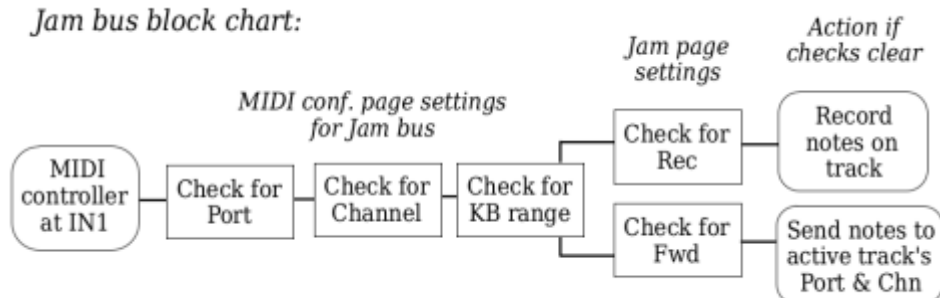 Jam bus block chart:
Action if
checks clear
Jam page
settings
MIDI conf. page settings
for Jam bus
MIDI
controller
at IN1
Check for
Port
Check for
Channel
Check for
KB range
Check for
Rec
Record
notes on
track
Check for
Fwd
Send notes to
active track's
Port & Chn